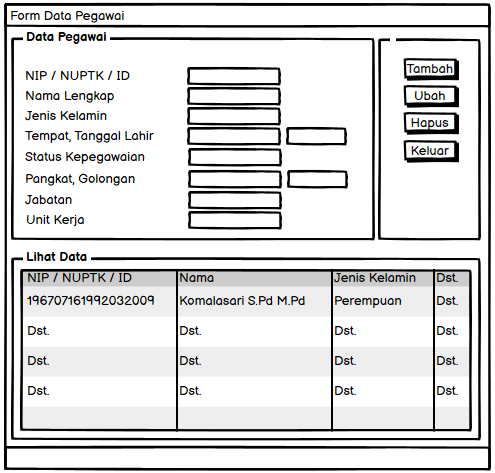 Form Data Pegawai
Data Pegawai
NIP / NUPTK / ID
Nama Lengkap
Jenis Kelamin
Tempat, Tanggal Lahir
Status Kepegawaian
Pangkat, Golongan
Jabatan
Unit Kerja
Tambah
Ubah
Hapus
Keluar
Lihat Data
NIP / NUPTK / ID Nama Jenis Kelamin Dst.
196707161992032009 Komalasari S.Pd M.Pd Perempuan Dst.
Dst. Dst. Dst. Dst.
Dst. Dst. Dst. Dst.
Dst. Dst. Dst. Dst.